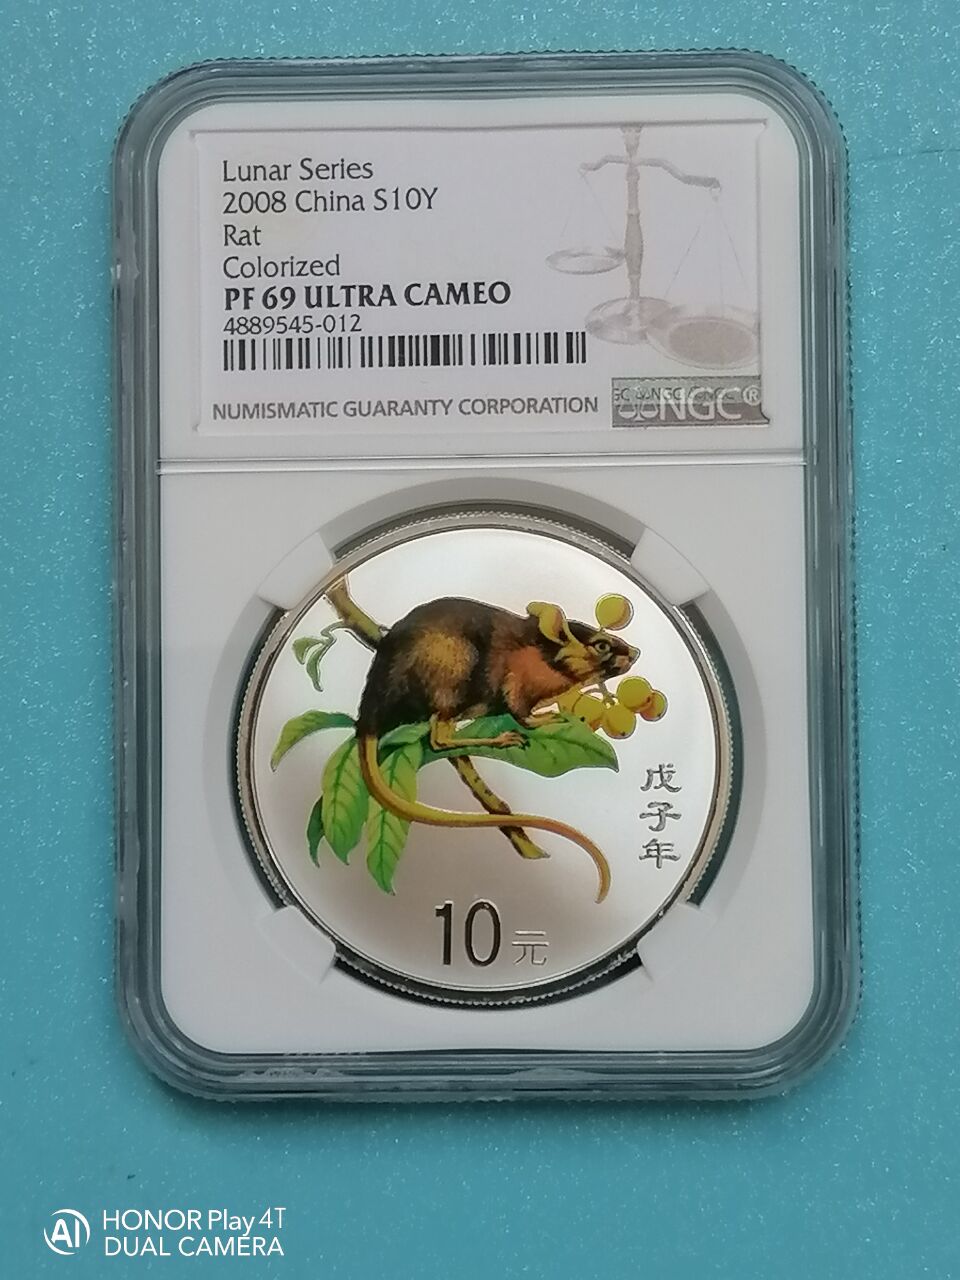 Lunar Series
2008 China S10Y
Rat
Colorized
PF 69 ULTRA CAMEO
4889545-012
NUMISMATIC GUARANTY CORPORATION
NGC®
戊子年
10元
AI HONOR Play 4T
DUAL CAMERA